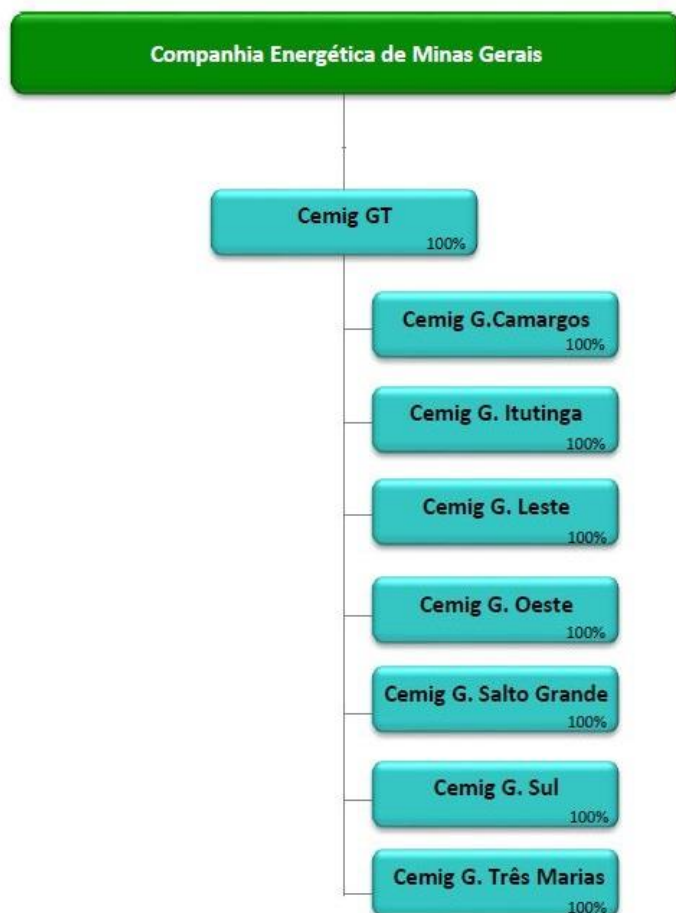 Companhia Energética de Minas Gerais
Cemig GT
100%
Cemig G.Camargos
100%
Cemig G. Itutinga
100%
Cemig G. Leste
100%
Cemig G. Oeste
100%
Cemig G. Salto Grande
100%
Cemig G. Sul
100%
Cemig G. Três Marias
100%